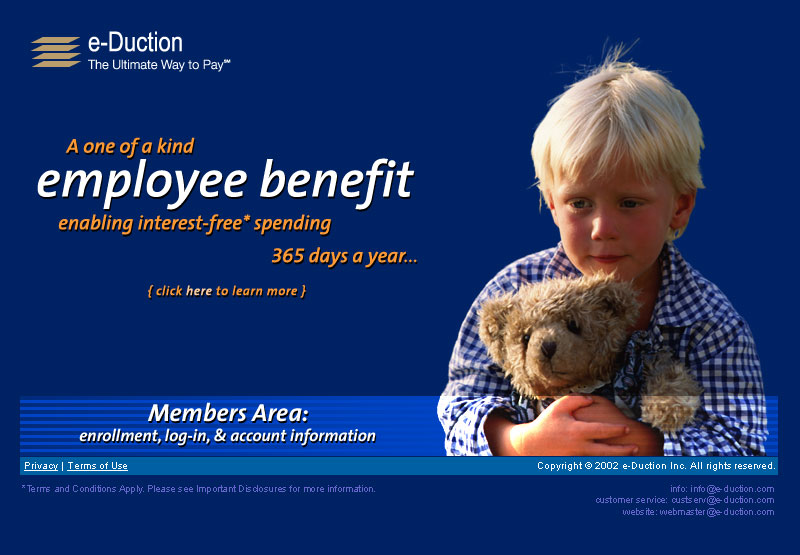 e-Duction
The Ultimate Way to Pay℠
A one of a kind
employee benefit
enabling interest-free* spending
365 days a year...
{ click here to learn more }
Members Area:
enrollment, log-in, & account information
Privacy | Terms of Use
Copyright © 2002 e-Duction Inc. All rights reserved.
*Terms and Conditions Apply. Please see Important Disclosures for more information.
info: info@e-duction.com
customer service: custserv@e-duction.com
website: webmaster@e-duction.com